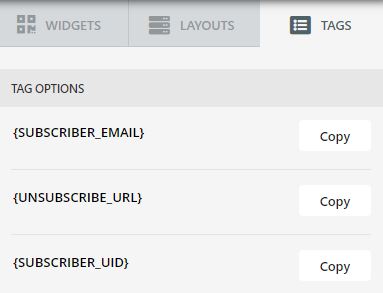 WIDGETS LAYOUTS TAGS
TAG OPTIONS
{SUBSCRIBER_EMAIL} Copy
{UNSUBSCRIBE_URL} Copy
{SUBSCRIBER_UID} Copy